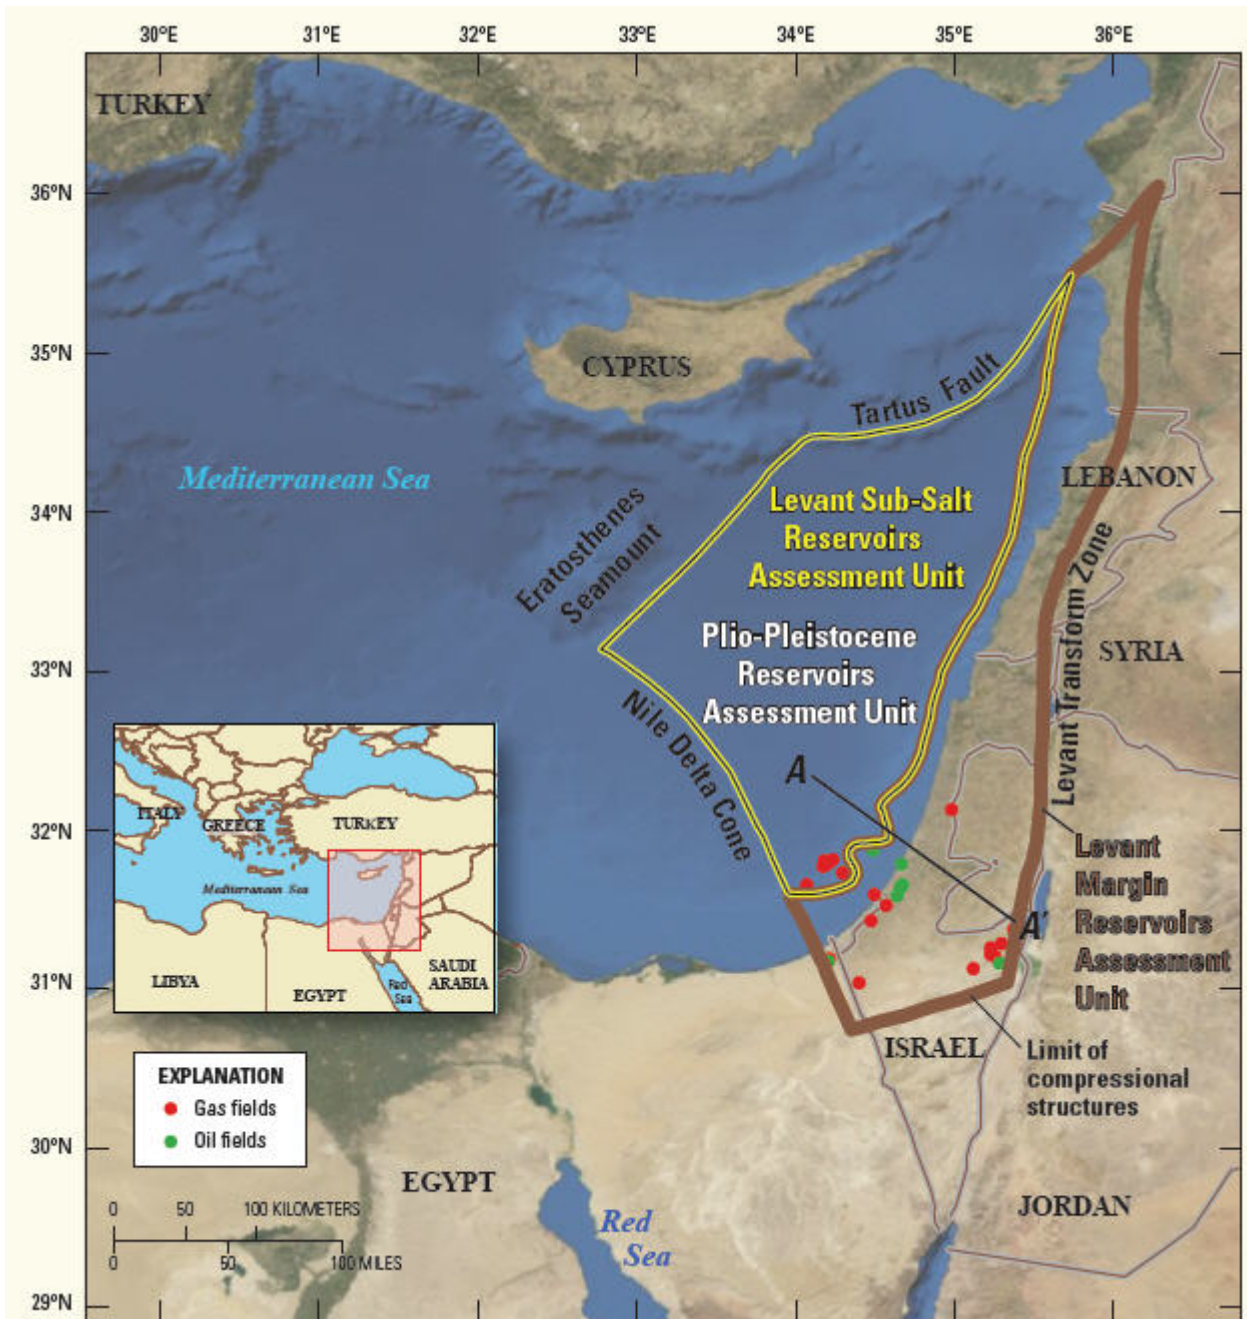 30°E 31°E 32°E 33°E 34°E 35°E 36°E
TURKEY
36°N
35°N
CYPRUS
Tartus Fault
Mediterranean Sea
LEBANON
34°N
Levant Sub-Salt
Reservoirs
Assessment Unit
Eratosthenes
Seamount
Levant Transform Zone
Plio-Pleistocene
Reservoirs
Assessment Unit
SYRIA
33°N
Nile Delta Cone
A
32°N
Levant
Margin
Reservoirs
Assessment
Unit
A′
31°N
ISRAEL
Limit of
compressional
structures
ITALY
GREECE
TURKEY
Mediterranean Sea
LIBYA
EGYPT
Red
Sea
SAUDI
ARABIA
EXPLANATION
Gas fields
Oil fields
30°N
EGYPT
JORDAN
Red
Sea
0 50 100 KILOMETERS
0 50 100 MILES
29°N